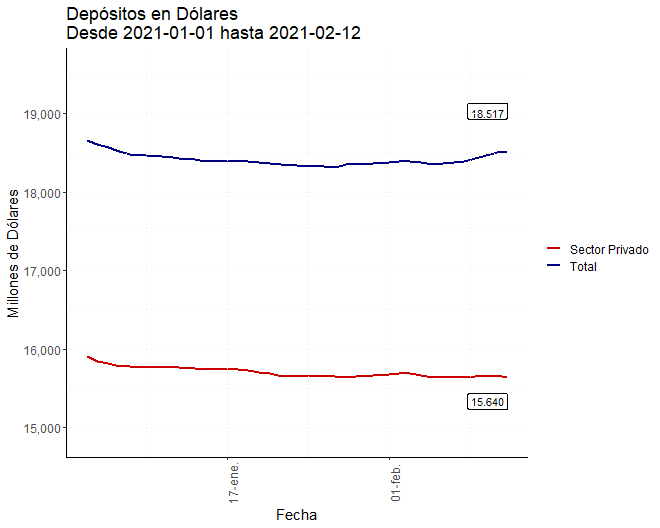 Depósitos en Dólares
Desde 2021-01-01 hasta 2021-02-12
Millones de Dólares
19,000
18,000
17,000
16,000
15,000
18.517
15.640
17-ene.
01-feb.
Fecha
Sector Privado
Total